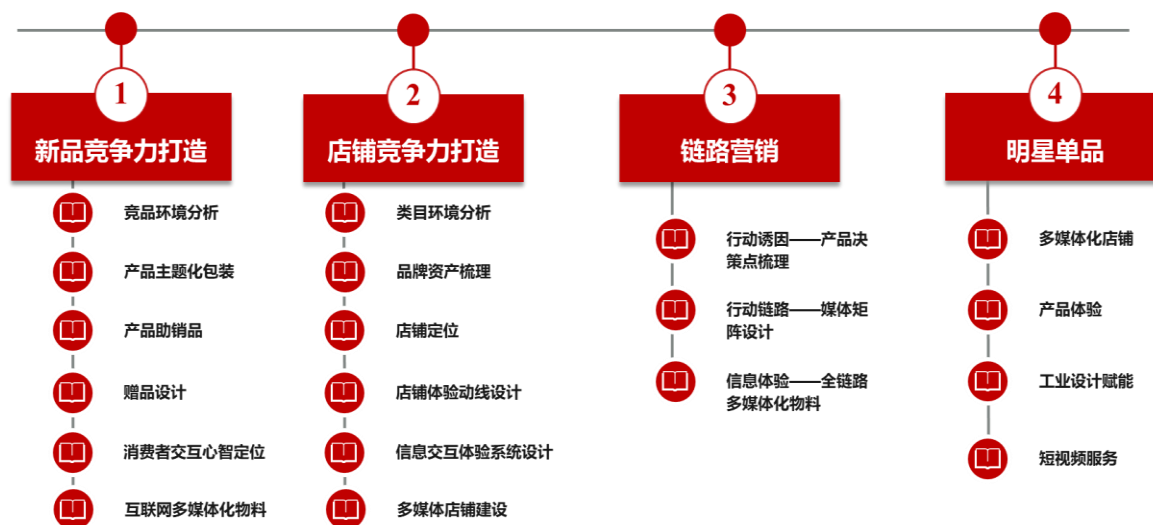 1
新品竞争力打造
竞品环境分析
产品主题化包装
产品助销品
赠品设计
消费者交互心智定位
互联网多媒体化物料
2
店铺竞争力打造
类目环境分析
品牌资产梳理
店铺定位
店铺体验动线设计
信息交互体验系统设计
多媒体店铺建设
3
链路营销
行动诱因——产品决
策点梳理
行动链路——媒体矩
阵设计
信息体验——全链路
多媒体化物料
4
明星单品
多媒体化店铺
产品体验
工业设计赋能
短视频服务